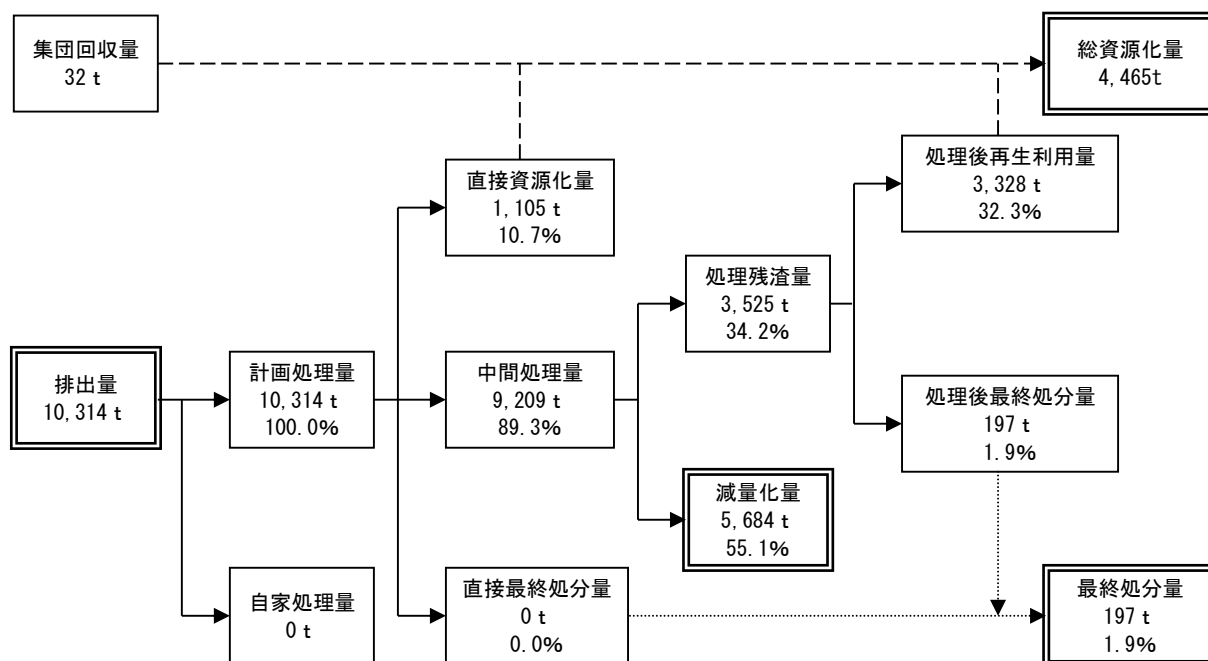 集団回収量
32 t
総資源化量
4,465t
直接資源化量
1,105 t
10.7%
処理後再生利用量
3,328 t
32.3%
処理残渣量
3,525 t
34.2%
排出量
10,314 t
計画処理量
10,314 t
100.0%
中間処理量
9,209 t
89.3%
処理後最終処分量
197 t
1.9%
減量化量
5,684 t
55.1%
自家処理量
0 t
直接最終処分量
0 t
0.0%
最終処分量
197 t
1.9%